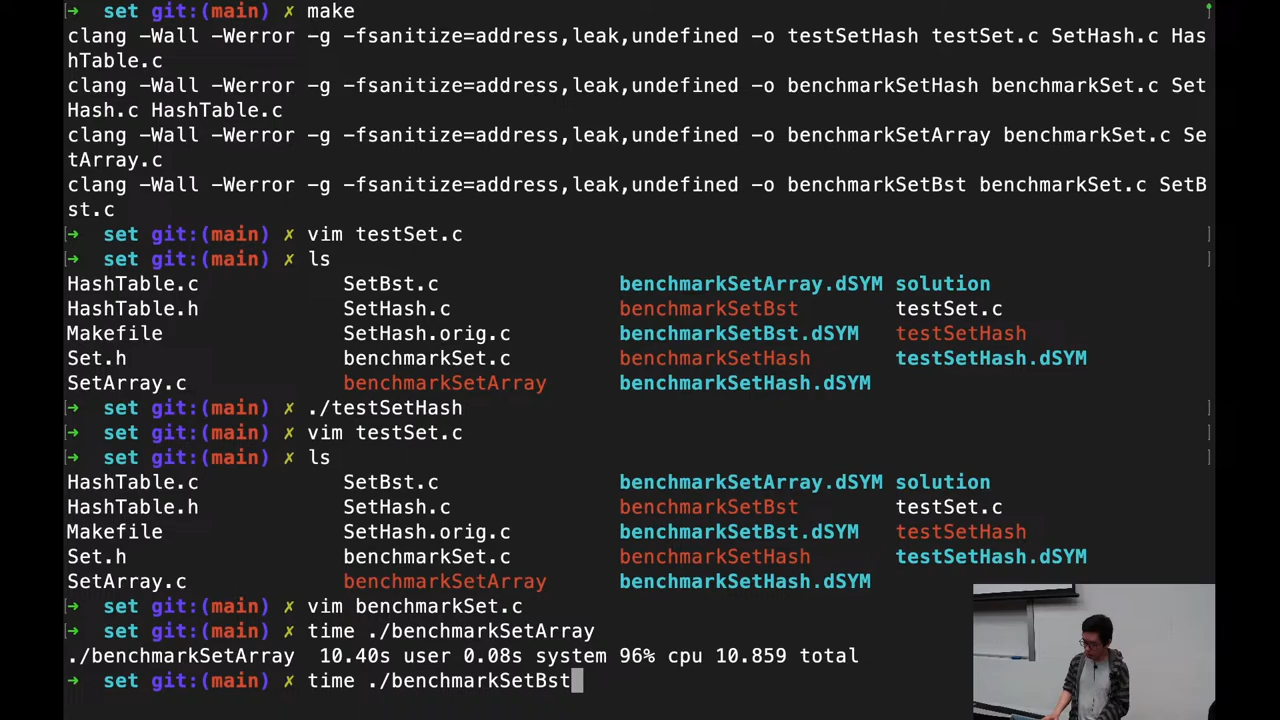 ➜ set git:(main) ✗ make
clang -Wall -Werror -g -fsanitize=address,leak,undefined -o testSetHash testSet.c SetHash.c Has
hTable.c
clang -Wall -Werror -g -fsanitize=address,leak,undefined -o benchmarkSetHash benchmarkSet.c Set
Hash.c HashTable.c
clang -Wall -Werror -g -fsanitize=address,leak,undefined -o benchmarkSetArray benchmarkSet.c Se
tArray.c
clang -Wall -Werror -g -fsanitize=address,leak,undefined -o benchmarkSetBst benchmarkSet.c SetB
st.c
[➜ set git:(main) ✗ vim testSet.c ]
[➜ set git:(main) ✗ ls ]
HashTable.c SetBst.c benchmarkSetArray.dSYM solution
HashTable.h SetHash.c benchmarkSetBst testSet.c
Makefile SetHash.orig.c benchmarkSetBst.dSYM testSetHash
Set.h benchmarkSet.c benchmarkSetHash testSetHash.dSYM
SetArray.c benchmarkSetArray benchmarkSetHash.dSYM
[➜ set git:(main) ✗ ./testSetHash ]
[➜ set git:(main) ✗ vim testSet.c ]
[➜ set git:(main) ✗ ls ]
HashTable.c SetBst.c benchmarkSetArray.dSYM solution
HashTable.h SetHash.c benchmarkSetBst testSet.c
Makefile SetHash.orig.c benchmarkSetBst.dSYM testSetHash
Set.h benchmarkSet.c benchmarkSetHash testSetHash.dSYM
SetArray.c benchmarkSetArray benchmarkSetHash.dSYM
[➜ set git:(main) ✗ vim benchmarkSet.c
[➜ set git:(main) ✗ time ./benchmarkSetArray
./benchmarkSetArray 10.40s user 0.08s system 96% cpu 10.859 total
➜ set git:(main) ✗ time ./benchmarkSetBst